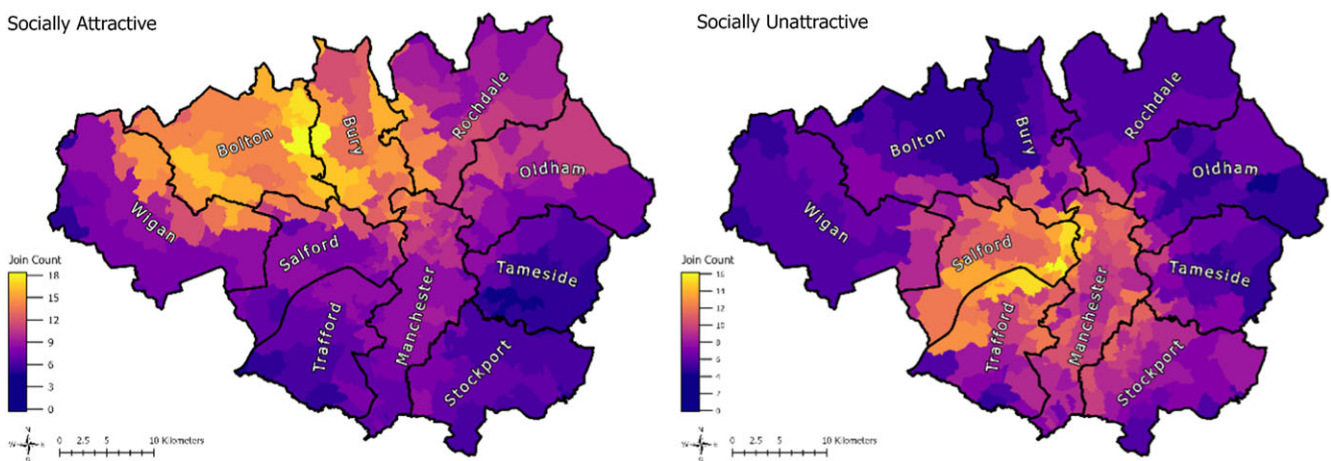 Socially Attractive
Bolton
Bury
Rochdale
Oldham
Wigan
Salford
Tameside
Trafford
Manchester
Stockport
Join Count
18
15
12
9
6
3
0
N
W
E
S
0 2.5 5 10 Kilometers
Socially Unattractive
Bolton
Bury
Rochdale
Oldham
Wigan
Salford
Tameside
Trafford
Manchester
Stockport
Join Count
16
14
12
10
8
6
4
2
0
N
W
E
S
0 2.5 5 10 Kilometers